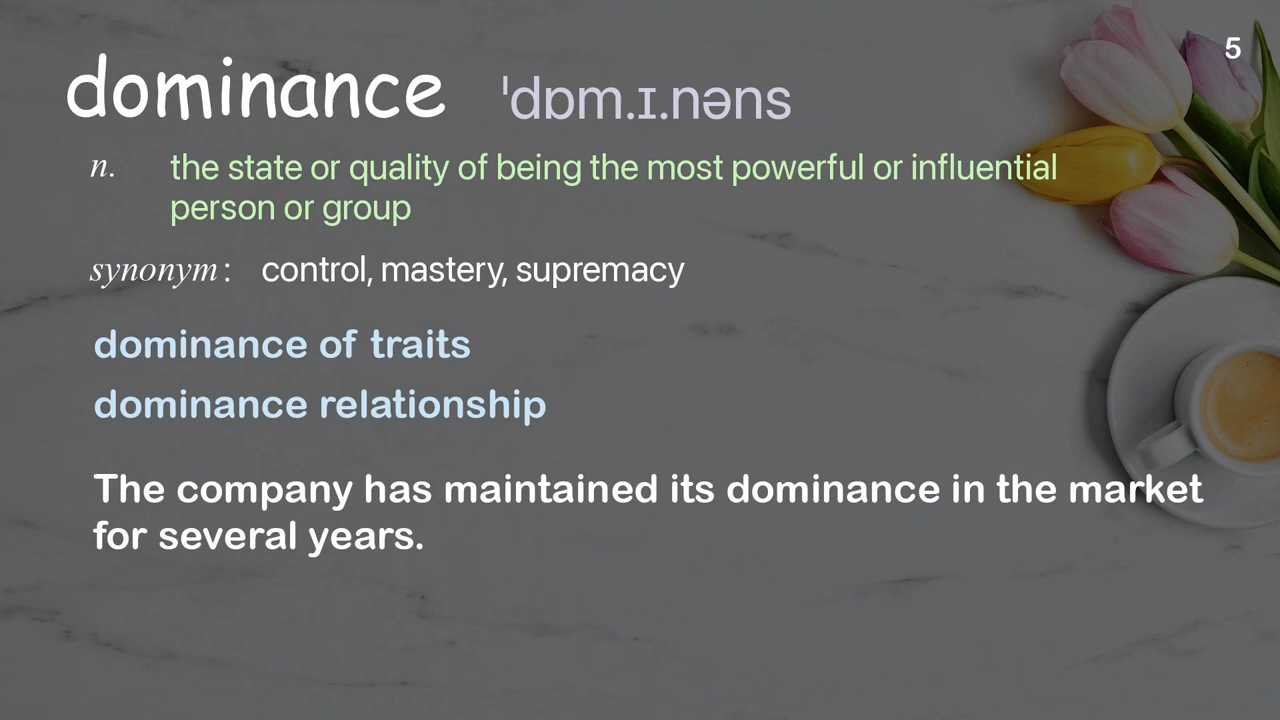 5
dominance ˈdɒm.ɪ.nəns
n. the state or quality of being the most powerful or influential
person or group
synonym: control, mastery, supremacy
dominance of traits
dominance relationship
The company has maintained its dominance in the market
for several years.